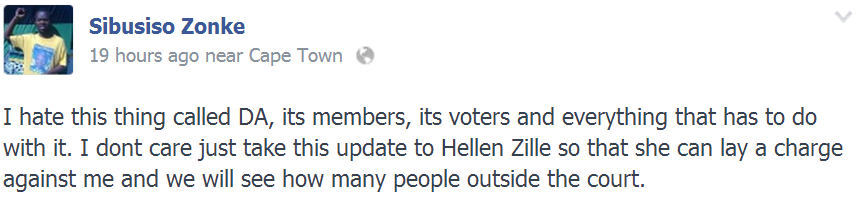 Sibusiso Zonke
19 hours ago near Cape Town
I hate this thing called DA, its members, its voters and everything that has to do
with it. I dont care just take this update to Hellen Zille so that she can lay a charge
against me and we will see how many people outside the court.